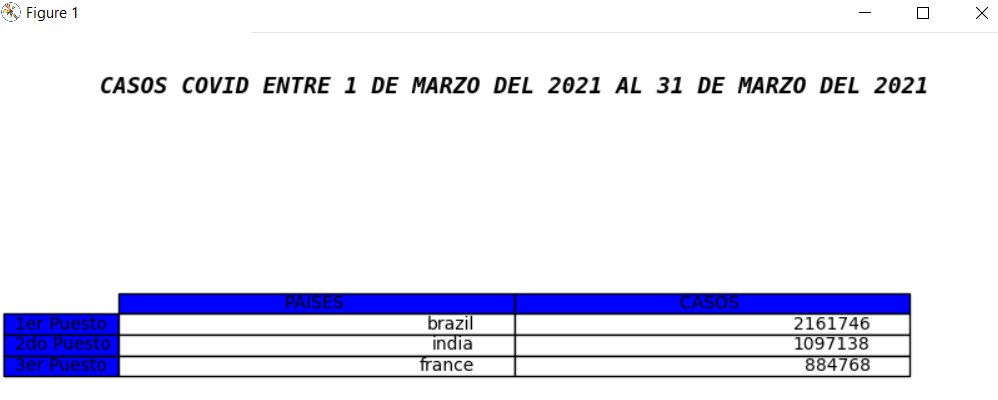 Figure 1
CASOS COVID ENTRE 1 DE MARZO DEL 2021 AL 31 DE MARZO DEL 2021
PAISES CASOS
1er Puesto brazil 2161746
2do Puesto india 1097138
3er Puesto france 884768